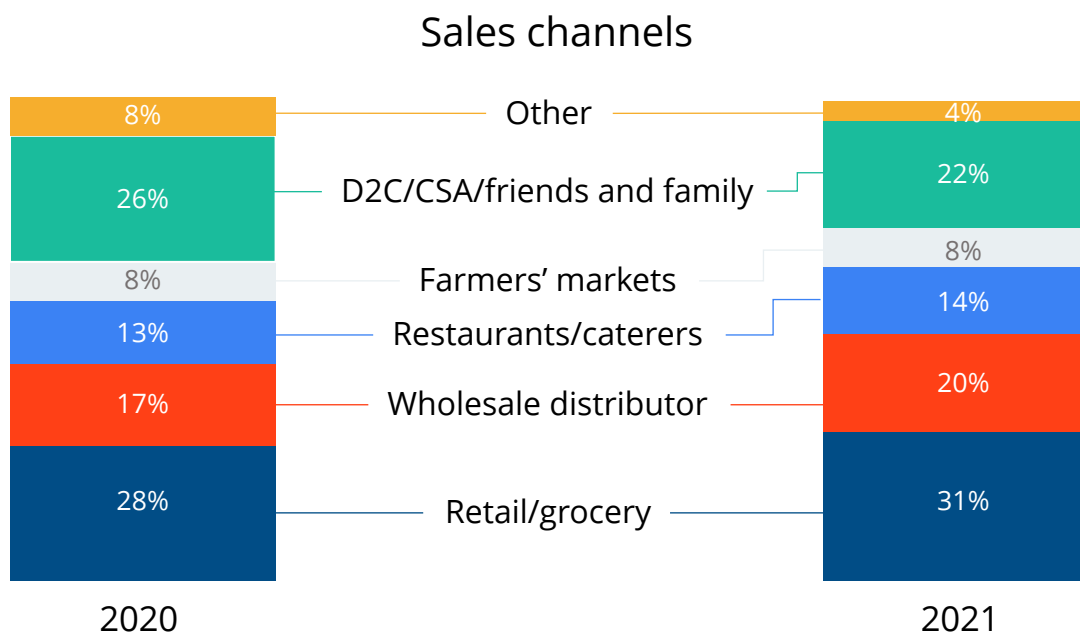 Sales channels
8%
Other
4%
26%
D2C/CSA/friends and family
22%
8%
Farmers’ markets
8%
13%
Restaurants/caterers
14%
17%
Wholesale distributor
20%
28%
Retail/grocery
31%
2020
2021